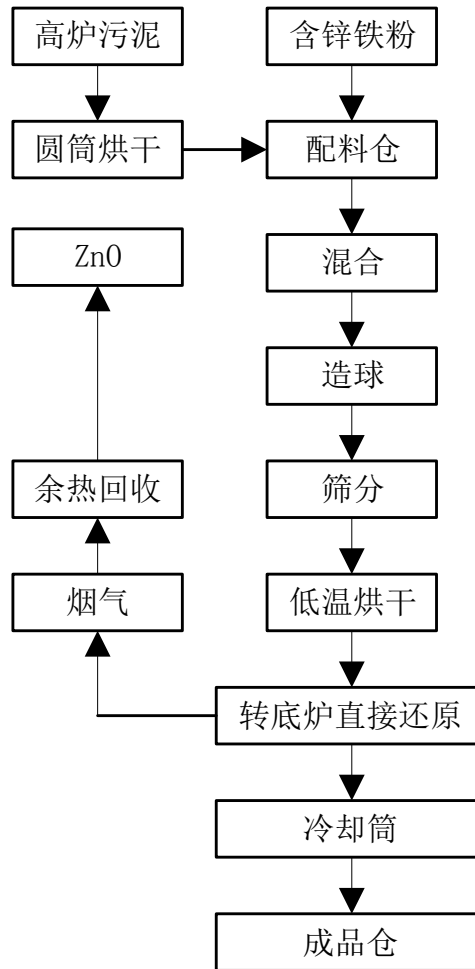 高炉污泥
含锌铁粉
圆筒烘干
配料仓
ZnO
混合
造球
余热回收
筛分
烟气
低温烘干
转底炉直接还原
冷却筒
成品仓